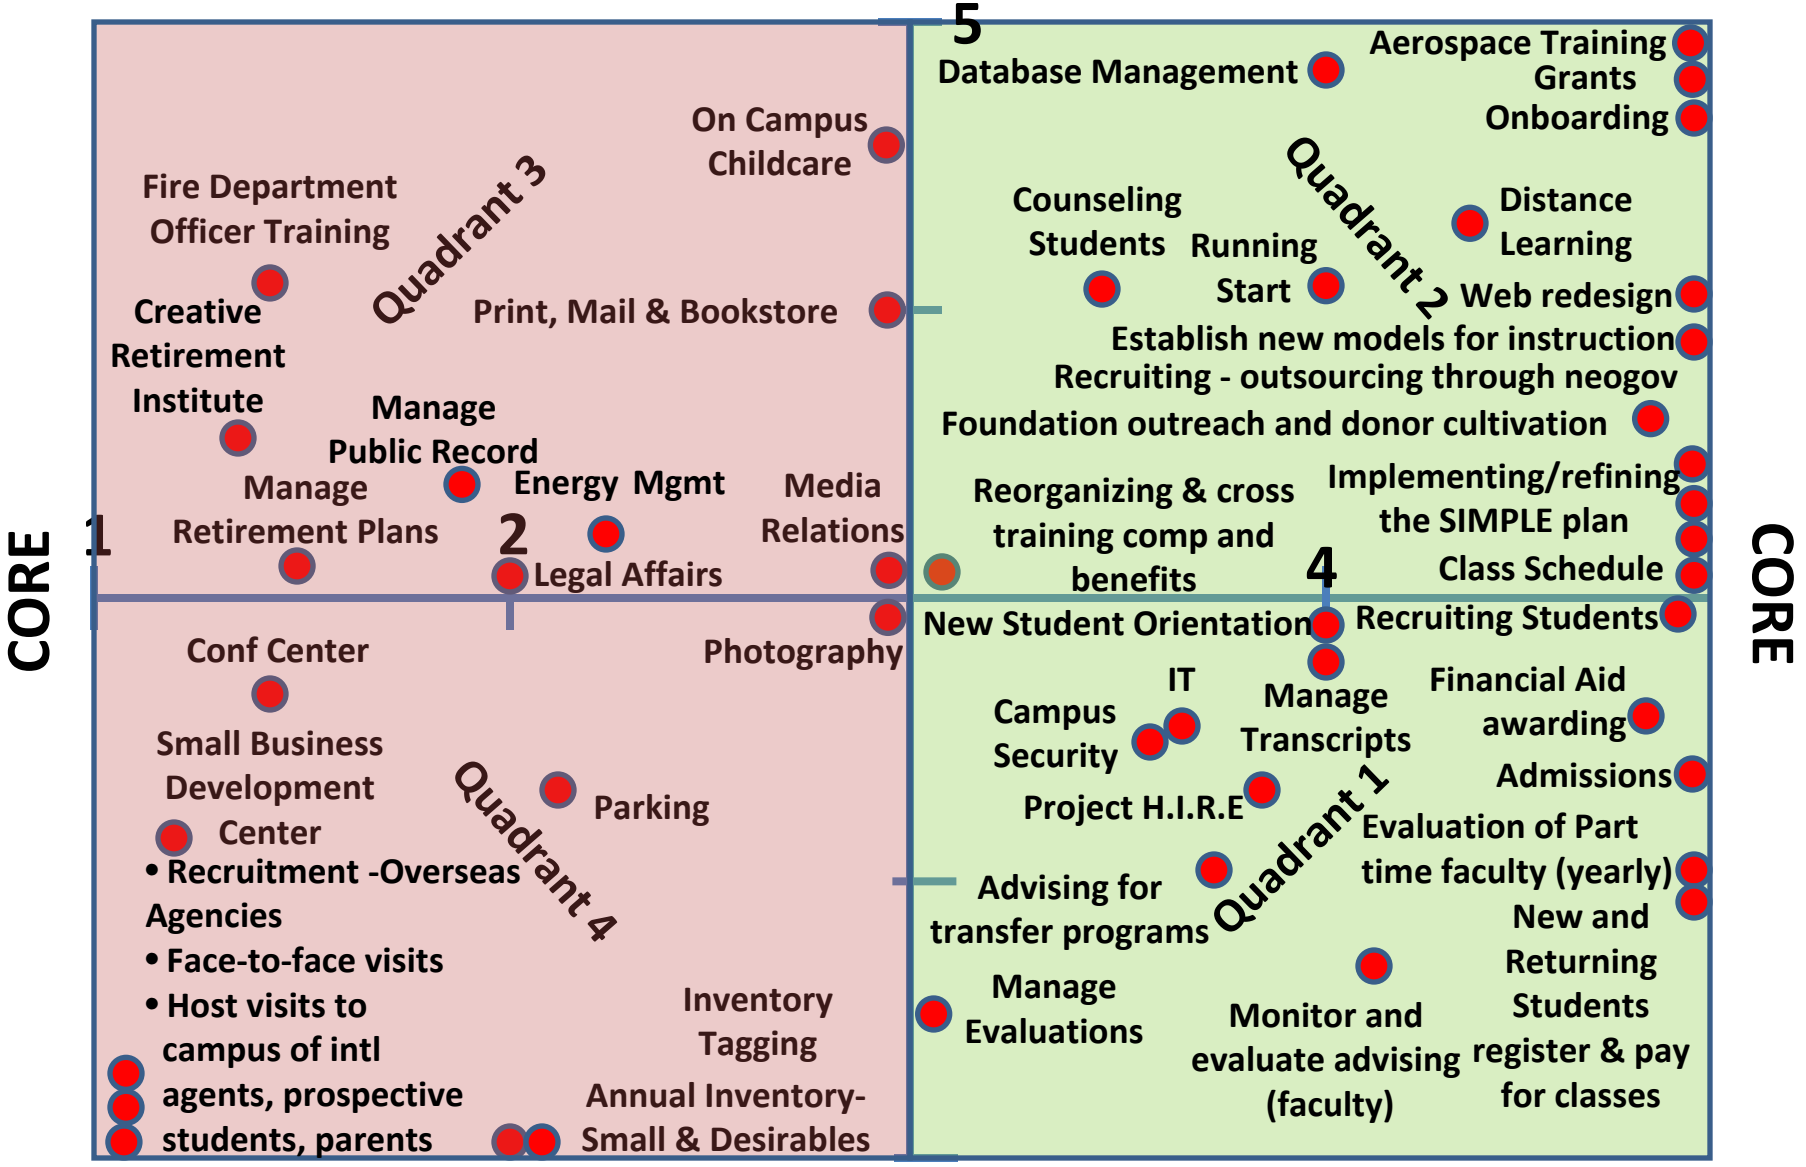 5
Database Management
Aerospace Training
Grants
Onboarding
On Campus
Childcare
Fire Department
Officer Training
Quadrant 3
Print, Mail & Bookstore
Creative
Retirement
Institute
Manage
Public Record
Manage
Retirement Plans
Energy Mgmt
Media
Relations
Legal Affairs
1
2
CORE
Counseling
Students
Running
Start
Quadrant 2
Distance
Learning
Web redesign
Establish new models for instruction
Recruiting - outsourcing through neogov
Foundation outreach and donor cultivation
Reorganizing & cross
training comp and
benefits
Implementing/refining
the SIMPLE plan
Class Schedule
4
CORE
Conf Center
Photography
Small Business
Development
Center
Parking
Quadrant 4
• Recruitment -Overseas
Agencies
• Face-to-face visits
• Host visits to
campus of intl
agents, prospective
students, parents
Inventory
Tagging
Annual Inventory-
Small & Desirables
New Student Orientation
Recruiting Students
IT
Campus
Security
Manage
Transcripts
Financial Aid
awarding
Admissions
Project H.I.R.E
Quadrant 1
Evaluation of Part
time faculty (yearly)
Advising for
transfer programs
Manage
Evaluations
Monitor and
evaluate advising
(faculty)
New and
Returning
Students
register & pay
for classes